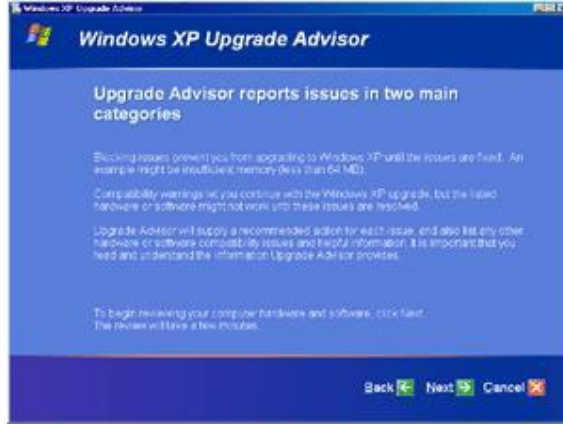 Windows XP Upgrade Advisor
Windows XP Upgrade Advisor
Upgrade Advisor reports issues in two main
categories
Blocking issues prevent you from upgrading to Windows XP until the issues are fixed. An
example might be insufficient memory (less than 64 MB).
Compatibility warnings let you continue with the Windows XP upgrade, but the listed
hardware or software might not work until these issues are resolved.
Upgrade Advisor will supply a recommended action for each issue, and also list any other
hardware or software compatibility issues and helpful information. It is important that you
read and understand the information Upgrade Advisor provides.
To begin reviewing your computer hardware and software, click Next.
The review will take a few minutes.
Back Next Cancel